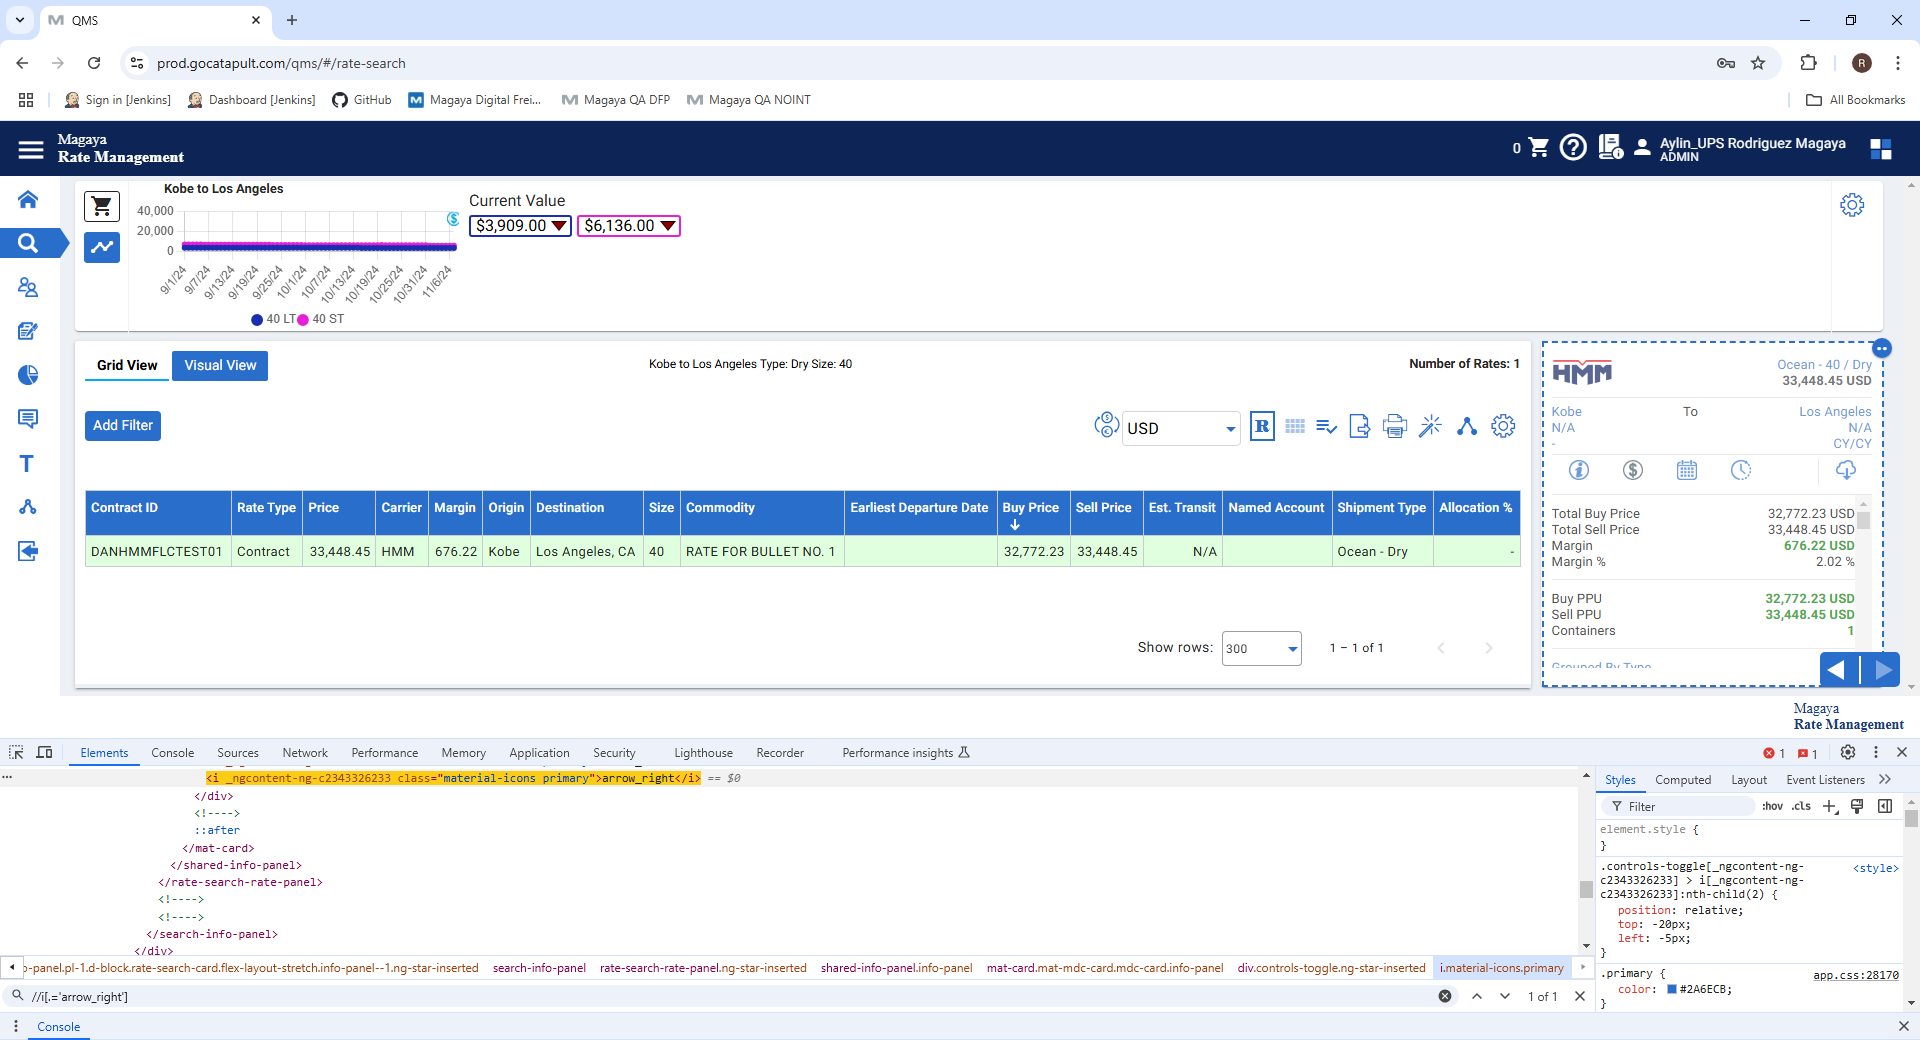 QMS
prod.gocatapult.com/qms/#/rate-search
R
Sign in [Jenkins]
Dashboard [Jenkins]
GitHub
Magaya Digital Frei...
Magaya QA DFP
Magaya QA NOINT
All Bookmarks
Magaya
Rate Management
0
Aylin_UPS Rodriguez Magaya
ADMIN
Kobe to Los Angeles
40,000
20,000
0
9/1/24
9/7/24
9/13/24
9/19/24
9/25/24
10/1/24
10/7/24
10/13/24
10/19/24
10/25/24
10/31/24
11/6/24
40 LT
40 ST
Current Value
$3,909.00
$6,136.00
Grid View
Visual View
Kobe to Los Angeles Type: Dry Size: 40
Number of Rates: 1
Add Filter
USD
R
Contract ID Rate Type Price Carrier Margin Origin Destination Size Commodity Earliest Departure Date Buy Price Sell Price Est. Transit Named Account Shipment Type Allocation %
DANHMMFLCTEST01 Contract 33,448.45 HMM 676.22 Kobe Los Angeles, CA 40 RATE FOR BULLET NO. 1 32,772.23 33,448.45 N/A Ocean - Dry -
Show rows: 300 1 – 1 of 1
HMM
Ocean - 40 / Dry
33,448.45 USD
Kobe To Los Angeles
N/A N/A
- CY/CY
Total Buy Price 32,772.23 USD
Total Sell Price 33,448.45 USD
Margin 676.22 USD
Margin % 2.02 %
Buy PPU 32,772.23 USD
Sell PPU 33,448.45 USD
Containers 1
Grouped By Type
Magaya
Rate Management
Elements Console Sources Network Performance Memory Application Security Lighthouse Recorder Performance insights
1 1
<i _ngcontent-ng-c2343326233 class="material-icons primary">arrow_right</i> == $0
</div>
<!---->
::after
</mat-card>
</shared-info-panel>
</rate-search-rate-panel>
<!---->
<!---->
</search-info-panel>
</div>
o-panel.pl-1.d-block.rate-search-card.flex-layout-stretch.info-panel--1.ng-star-inserted search-info-panel rate-search-rate-panel.ng-star-inserted shared-info-panel.info-panel mat-card.mat-mdc-card.mdc-card.info-panel div.controls-toggle.ng-star-inserted i.material-icons.primary
//i[.='arrow_right']
1 of 1
Console
Styles Computed Layout Event Listeners
Filter
:hov .cls
element.style {
}
.controls-toggle[_ngcontent-ng- <style>
c2343326233] > i[_ngcontent-ng-
c2343326233]:nth-child(2) {
position: relative;
top: -20px;
left: -5px;
}
.primary { app.css:28170
color: #2A6ECB;
}